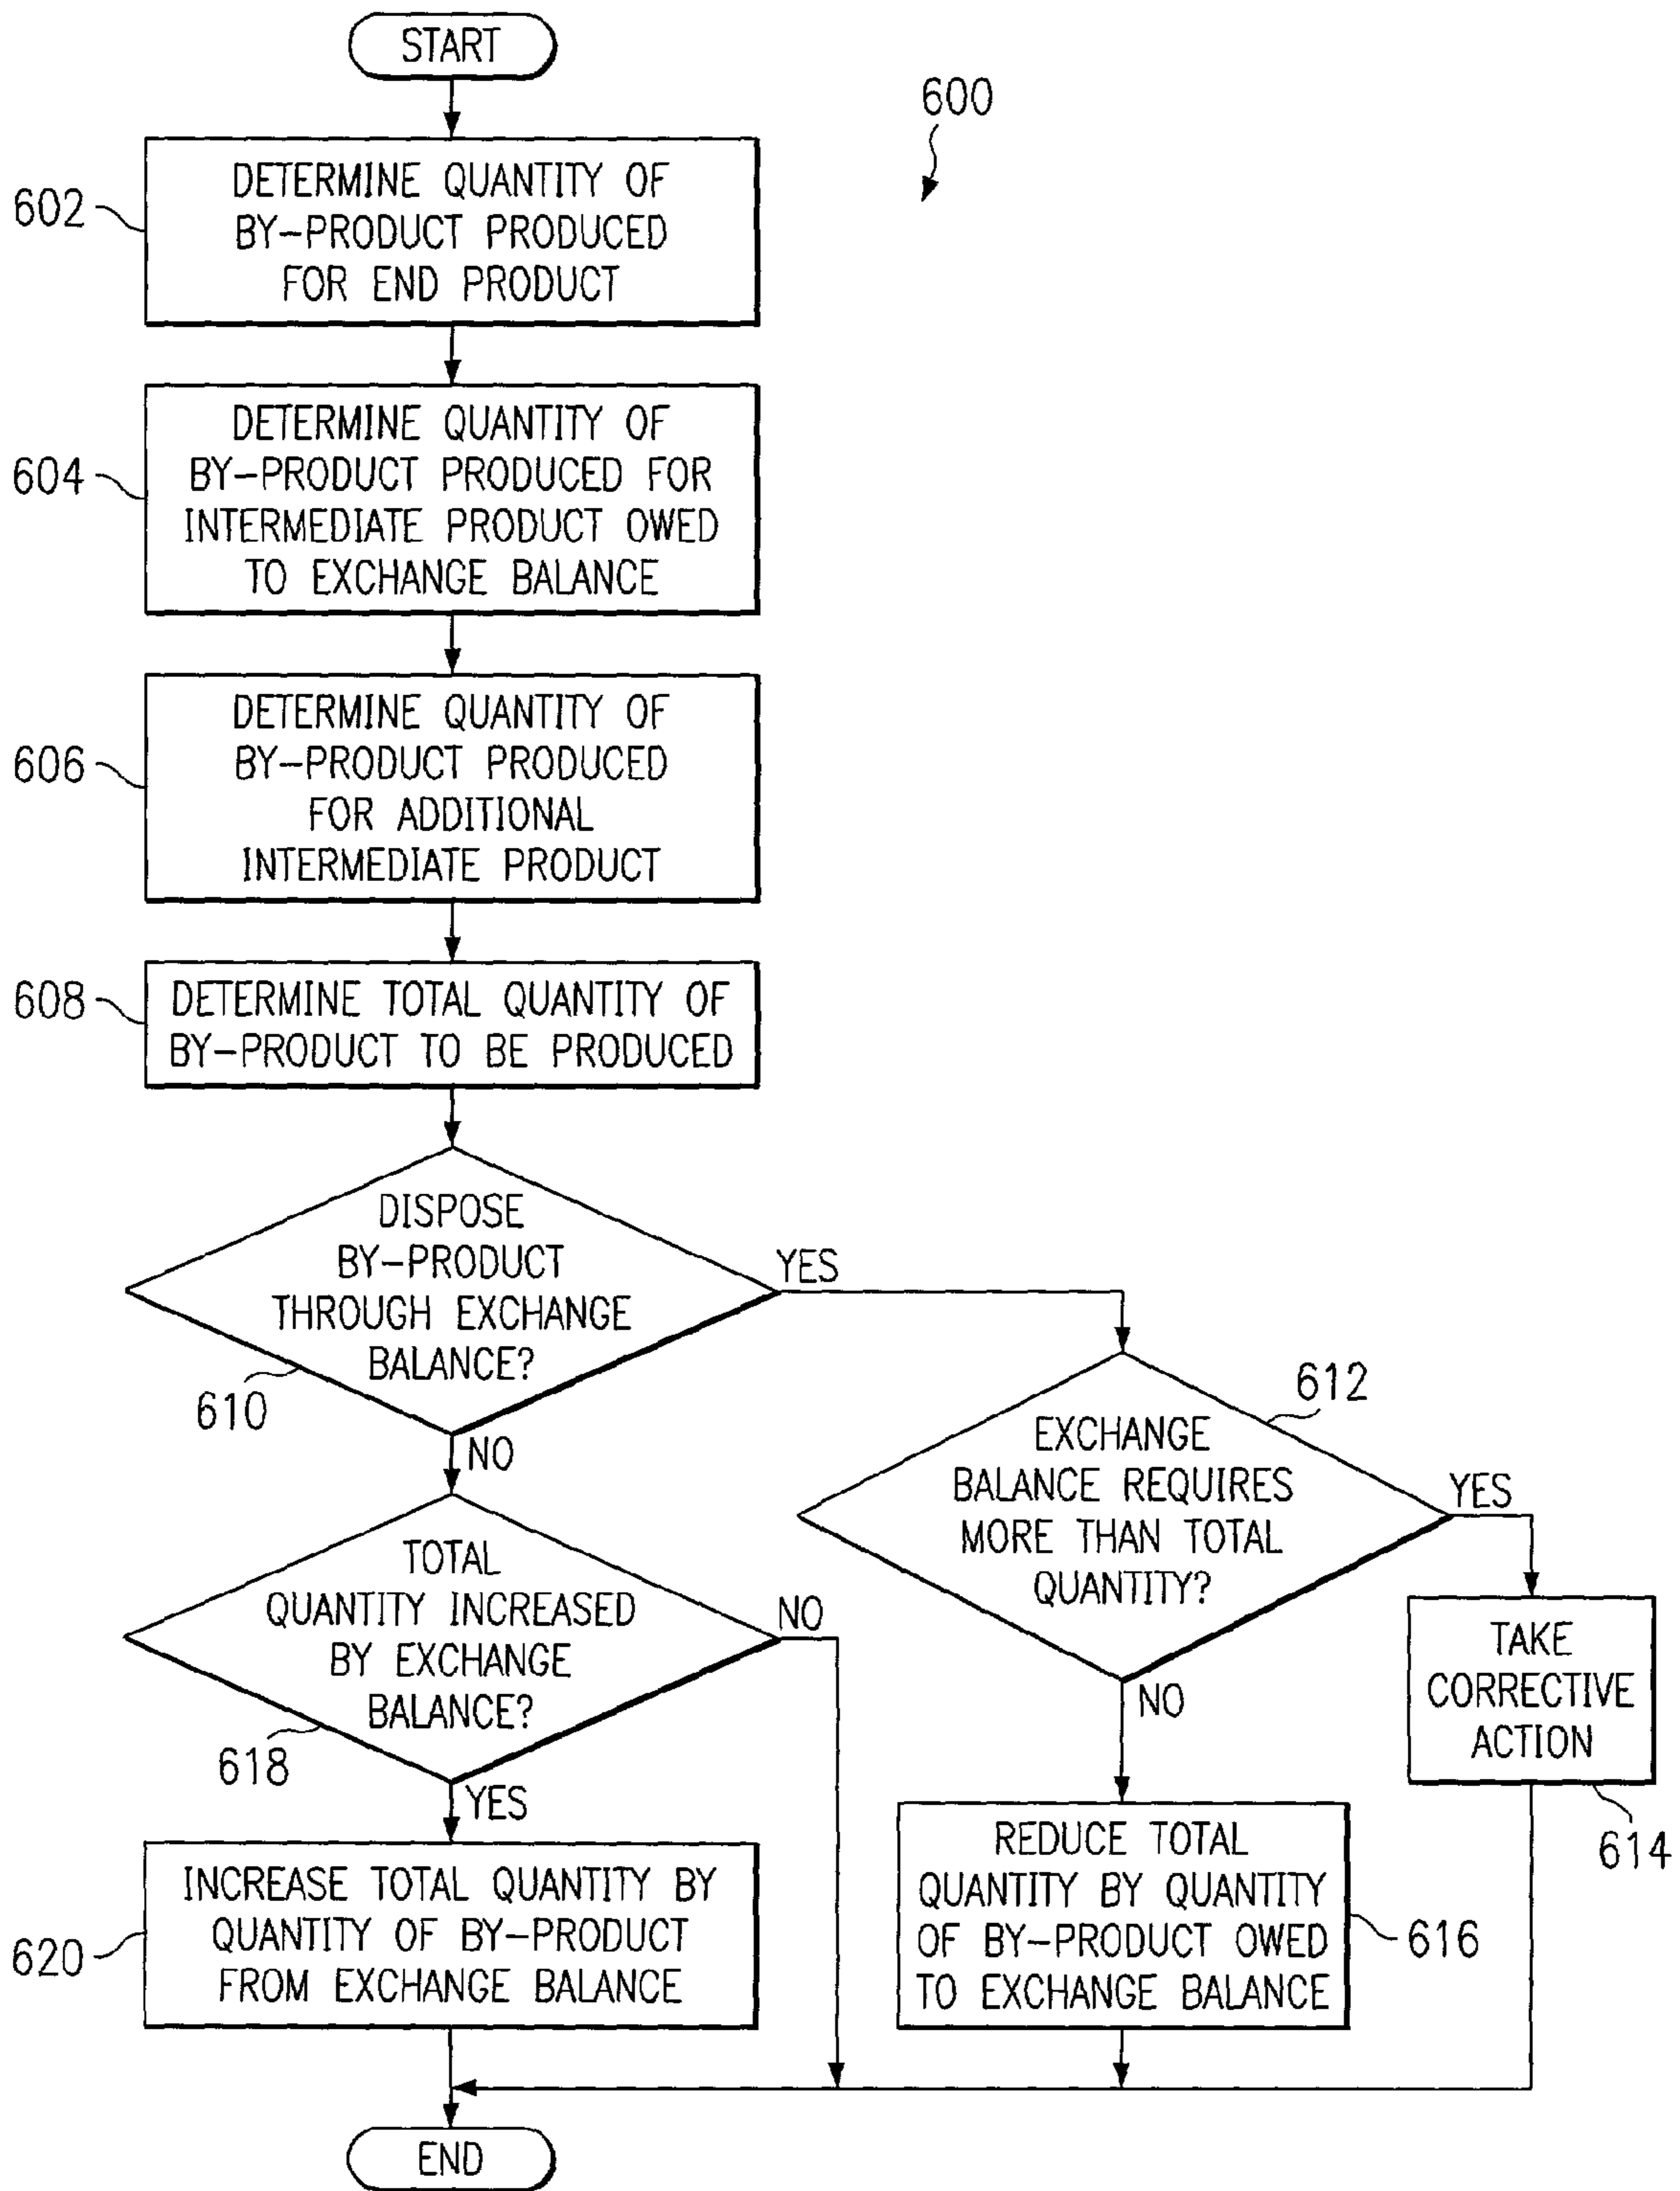 START
600
602
DETERMINE QUANTITY OF
BY-PRODUCT PRODUCED
FOR END PRODUCT
604
DETERMINE QUANTITY OF
BY-PRODUCT PRODUCED FOR
INTERMEDIATE PRODUCT OWED
TO EXCHANGE BALANCE
606
DETERMINE QUANTITY OF
BY-PRODUCT PRODUCED
FOR ADDITIONAL
INTERMEDIATE PRODUCT
608
DETERMINE TOTAL QUANTITY OF
BY-PRODUCT TO BE PRODUCED
DISPOSE
BY-PRODUCT
THROUGH EXCHANGE
BALANCE?
610
YES
NO
612
EXCHANGE
BALANCE REQUIRES
MORE THAN TOTAL
QUANTITY?
YES
NO
TAKE
CORRECTIVE
ACTION
614
TOTAL
QUANTITY INCREASED
BY EXCHANGE
BALANCE?
618
NO
YES
REDUCE TOTAL
QUANTITY BY QUANTITY
OF BY-PRODUCT OWED
TO EXCHANGE BALANCE
616
620
INCREASE TOTAL QUANTITY BY
QUANTITY OF BY-PRODUCT
FROM EXCHANGE BALANCE
END